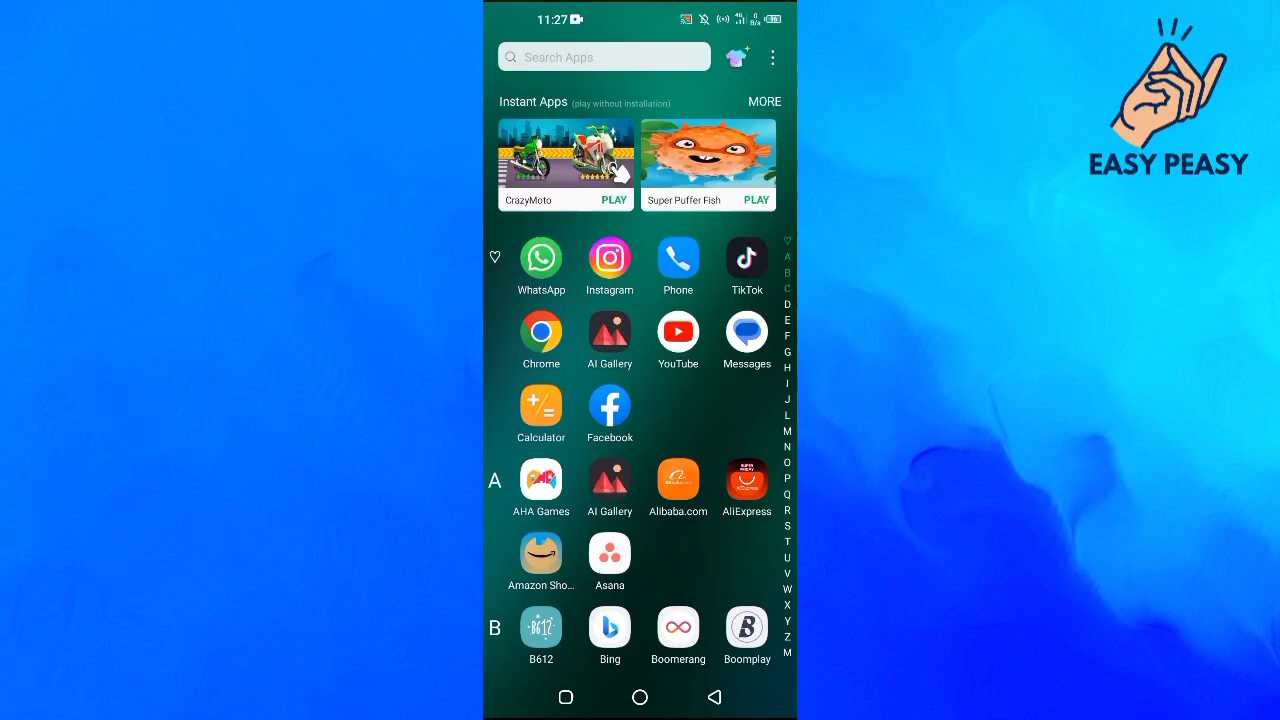 11:27
4G
0
B/s
Search Apps
Instant Apps (play without installation)
MORE
CrazyMoto
PLAY
Super Puffer Fish
PLAY
WhatsApp
Instagram
Phone
TikTok
Chrome
AI Gallery
YouTube
Messages
Calculator
Facebook
A
AHA Games
AI Gallery
Alibaba.com
AliExpress
Amazon Sho...
Asana
B
B612
Bing
Boomerang
Boomplay
A
B
C
D
E
F
G
H
I
J
L
M
N
O
P
Q
R
S
T
U
V
W
X
Y
Z
M
EASY PEASY